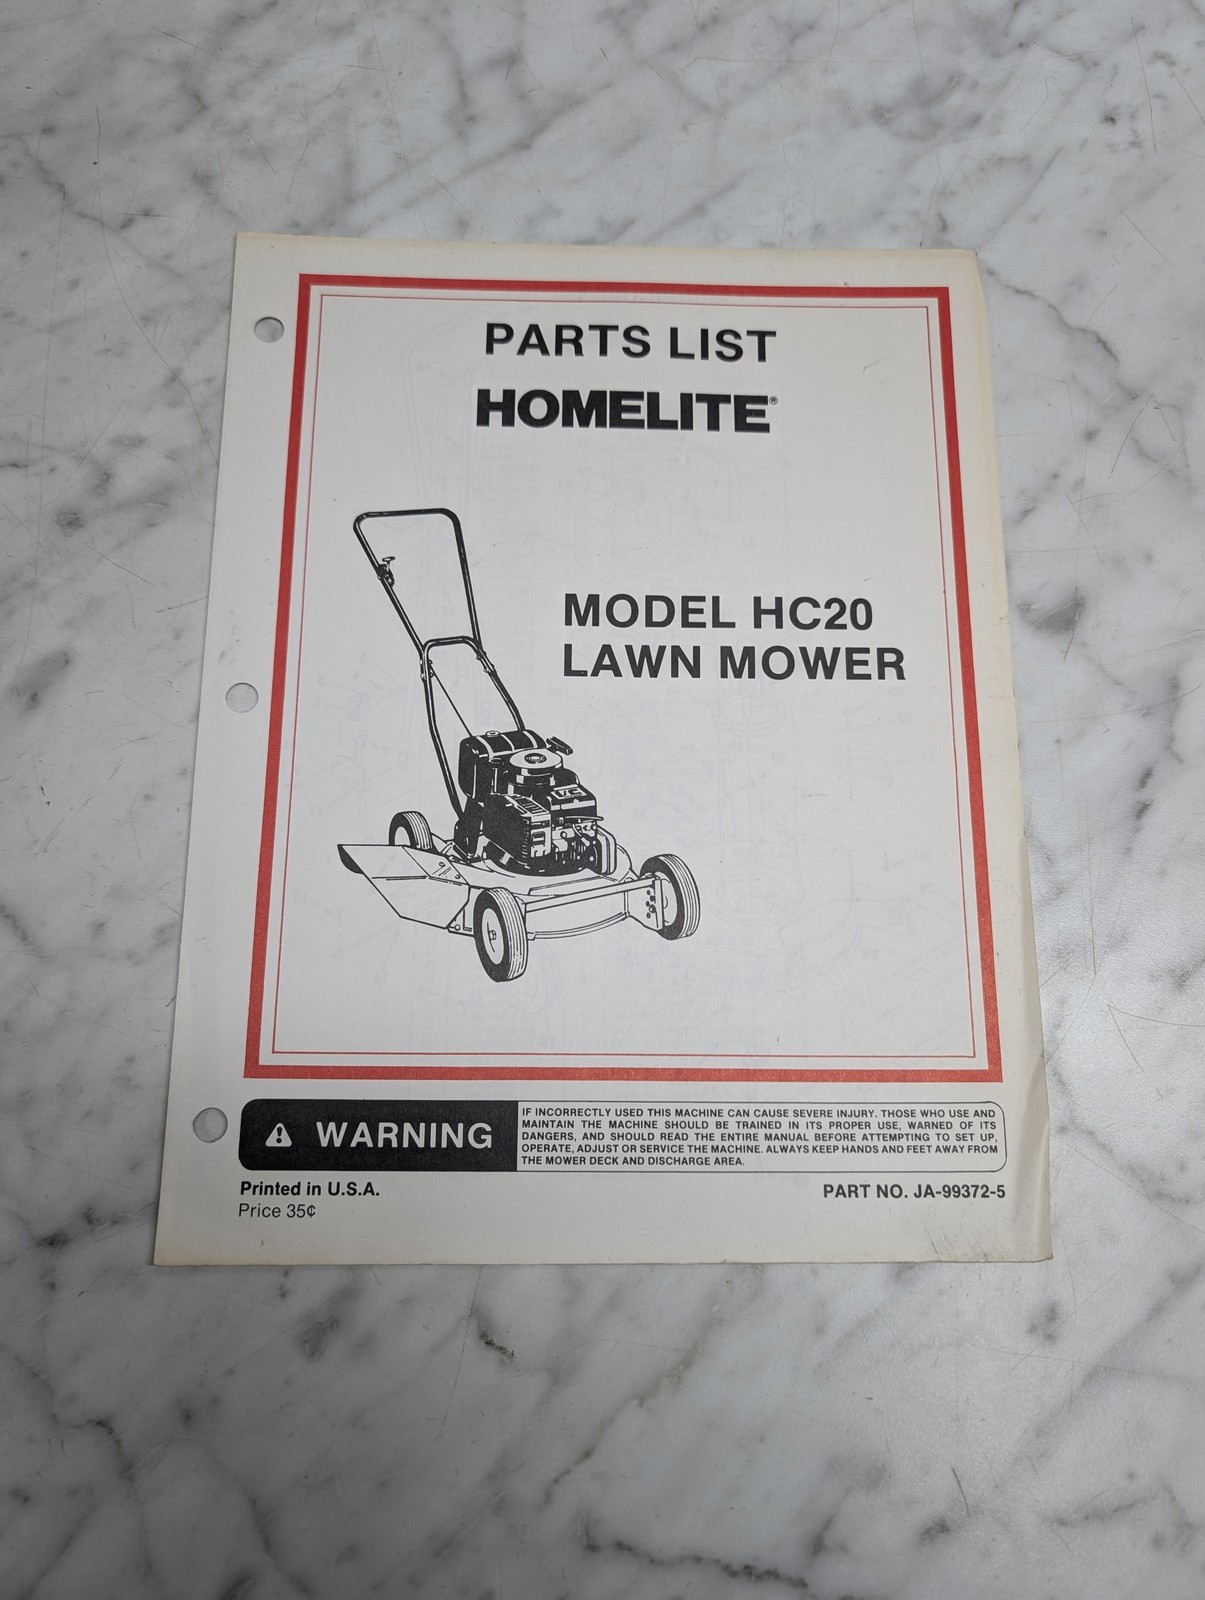 PARTS LIST
HOMELITE®
MODEL HC20
LAWN MOWER
WARNING
IF INCORRECTLY USED THIS MACHINE CAN CAUSE SEVERE INJURY. THOSE WHO USE AND
MAINTAIN THE MACHINE SHOULD BE TRAINED IN ITS PROPER USE, WARNED OF ITS
DANGERS, AND SHOULD READ THE ENTIRE MANUAL BEFORE ATTEMPTING TO SET UP,
OPERATE, ADJUST OR SERVICE THE MACHINE. ALWAYS KEEP HANDS AND FEET AWAY FROM
THE MOWER DECK AND DISCHARGE AREA.
Printed in U.S.A.
Price 35¢
PART NO. JA-99372-5